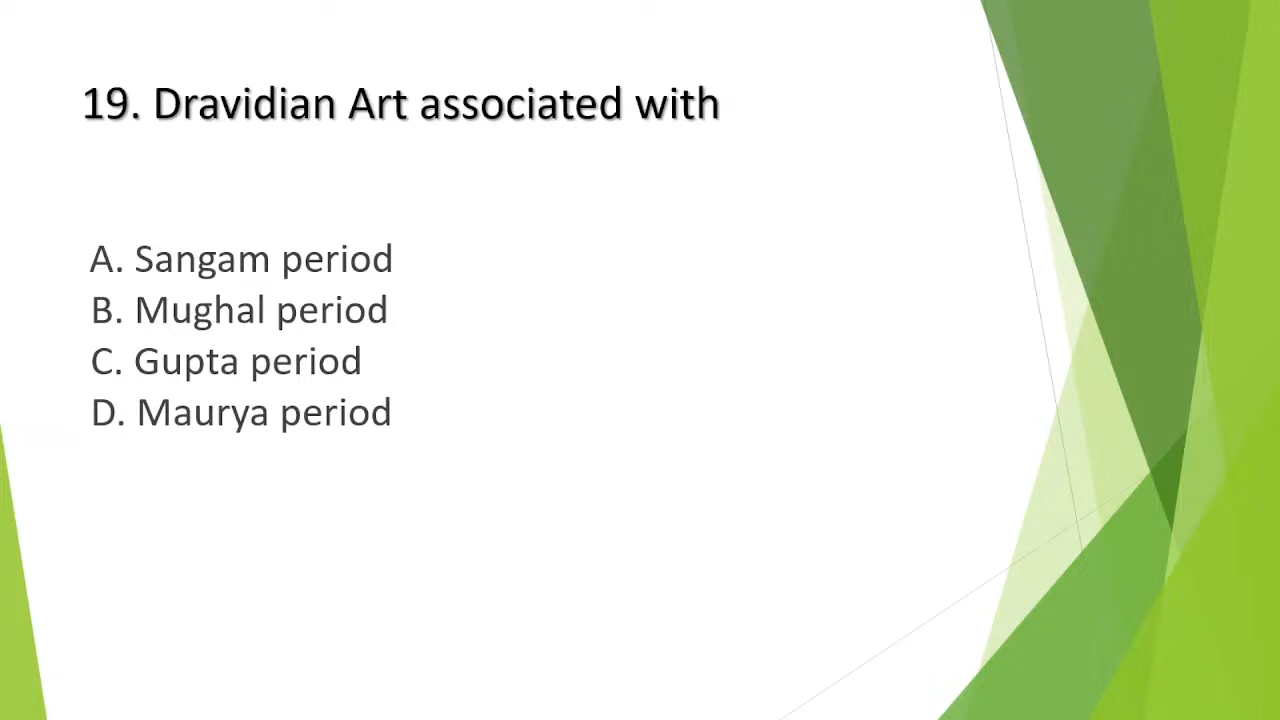 19. Dravidian Art associated with
A. Sangam period
B. Mughal period
C. Gupta period
D. Maurya period